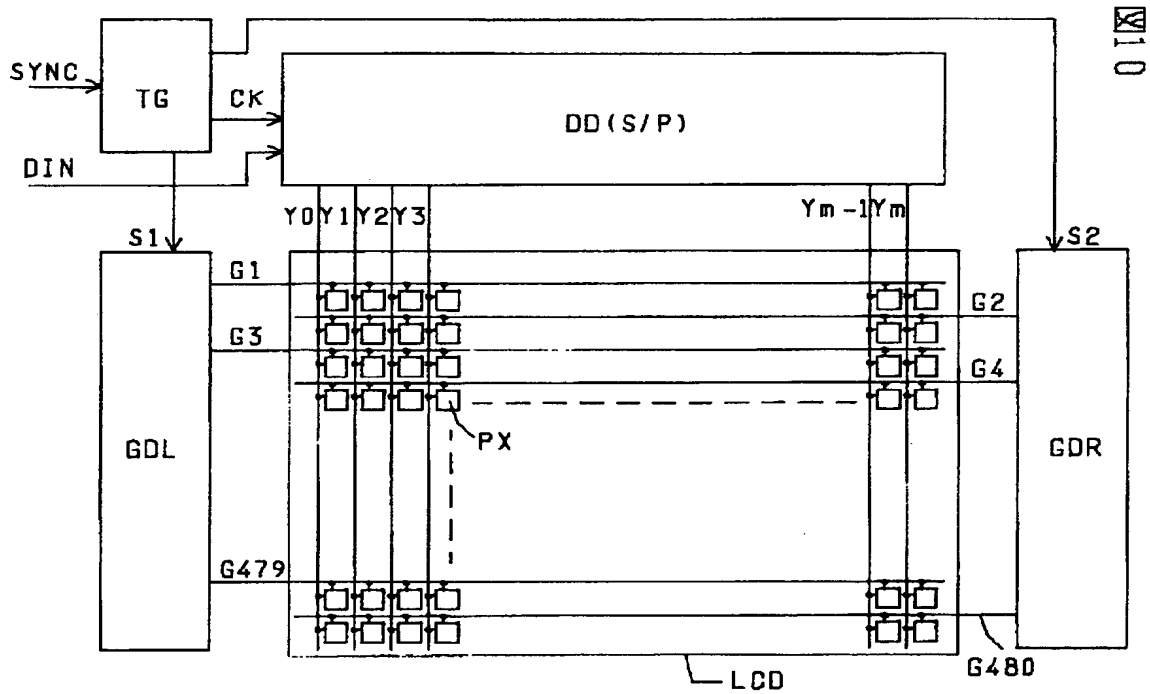 図10
SYNC
TG
CK
DD(S/P)
DIN
Y0 Y1 Y2 Y3
Ym-1 Ym
S1
S2
G1
G2
G3
G4
PX
GDL
GDR
G479
G480
LCD